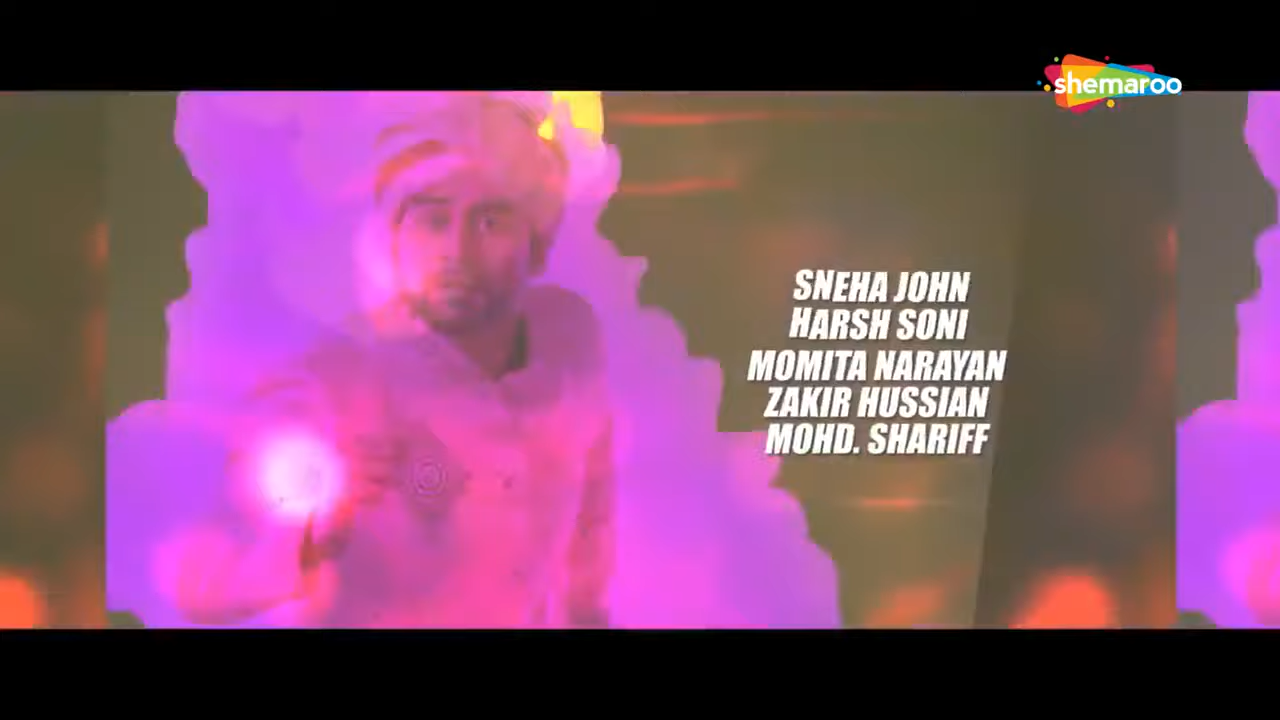 shemaroo
SNEHA JOHN
HARSH SONI
MOMITA NARAYAN
ZAKIR HUSSIAN
MOHD. SHARIFF